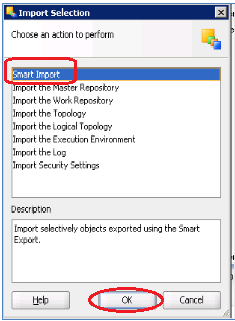 Import Selection
Choose an action to perform
Smart Import
Import the Master Repository
Import the Work Repository
Import the Topology
Import the Logical Topology
Import the Execution Environment
Import the Log
Import Security Settings
Description
Import selectively objects exported using the Smart
Export.
Help
OK
Cancel